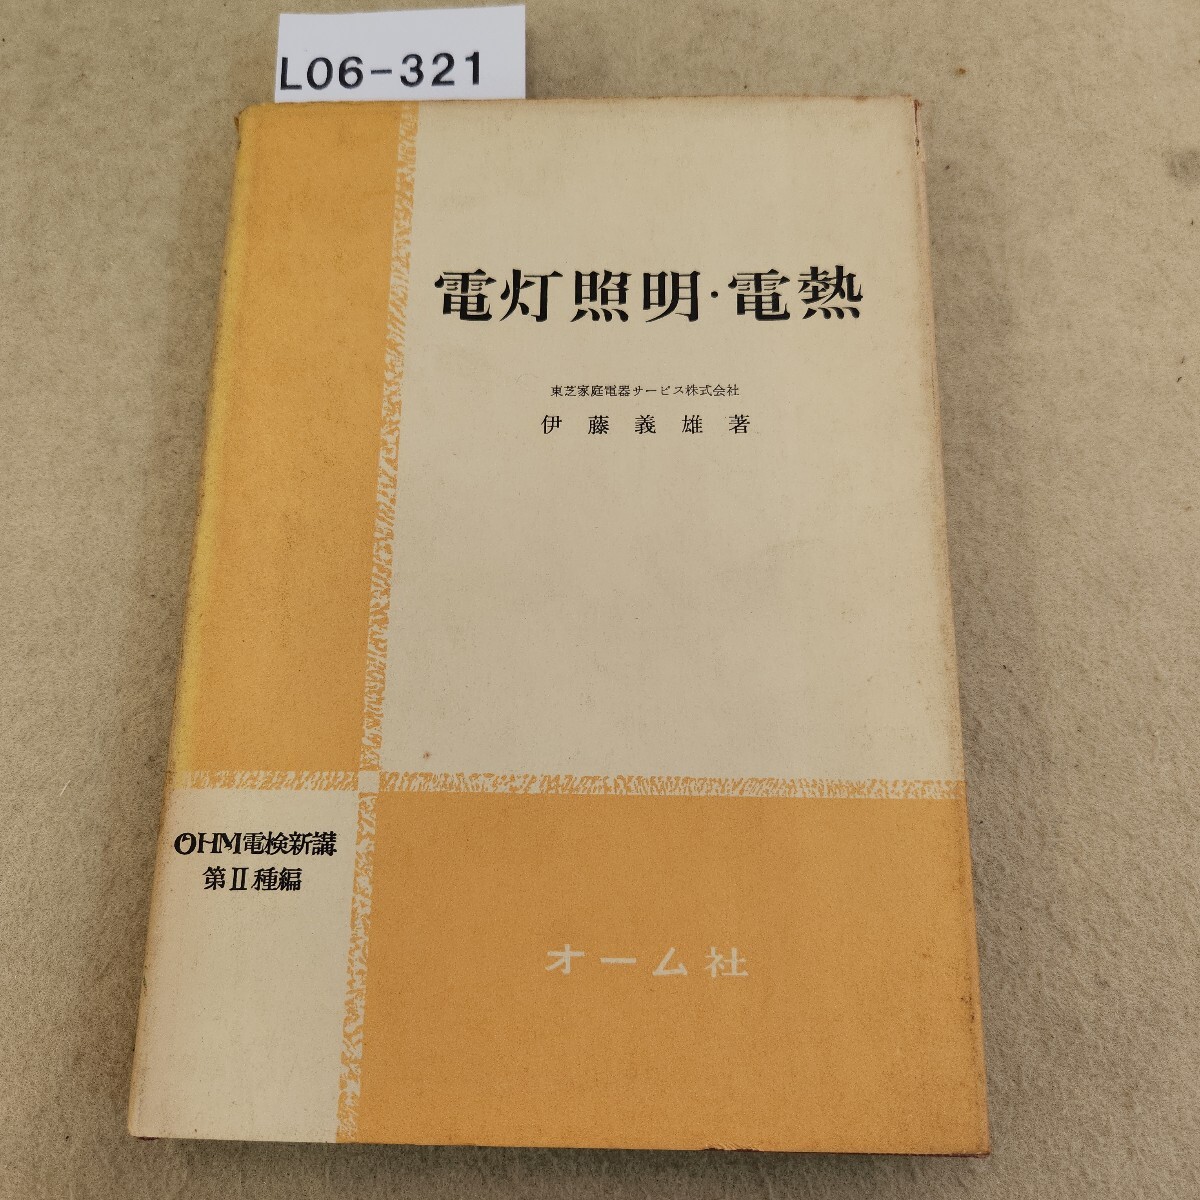 L06-321
電灯照明・電熱
東芝家庭電器サービス株式会社
伊藤義雄著
OHM電検新講
第II種編
オーム社